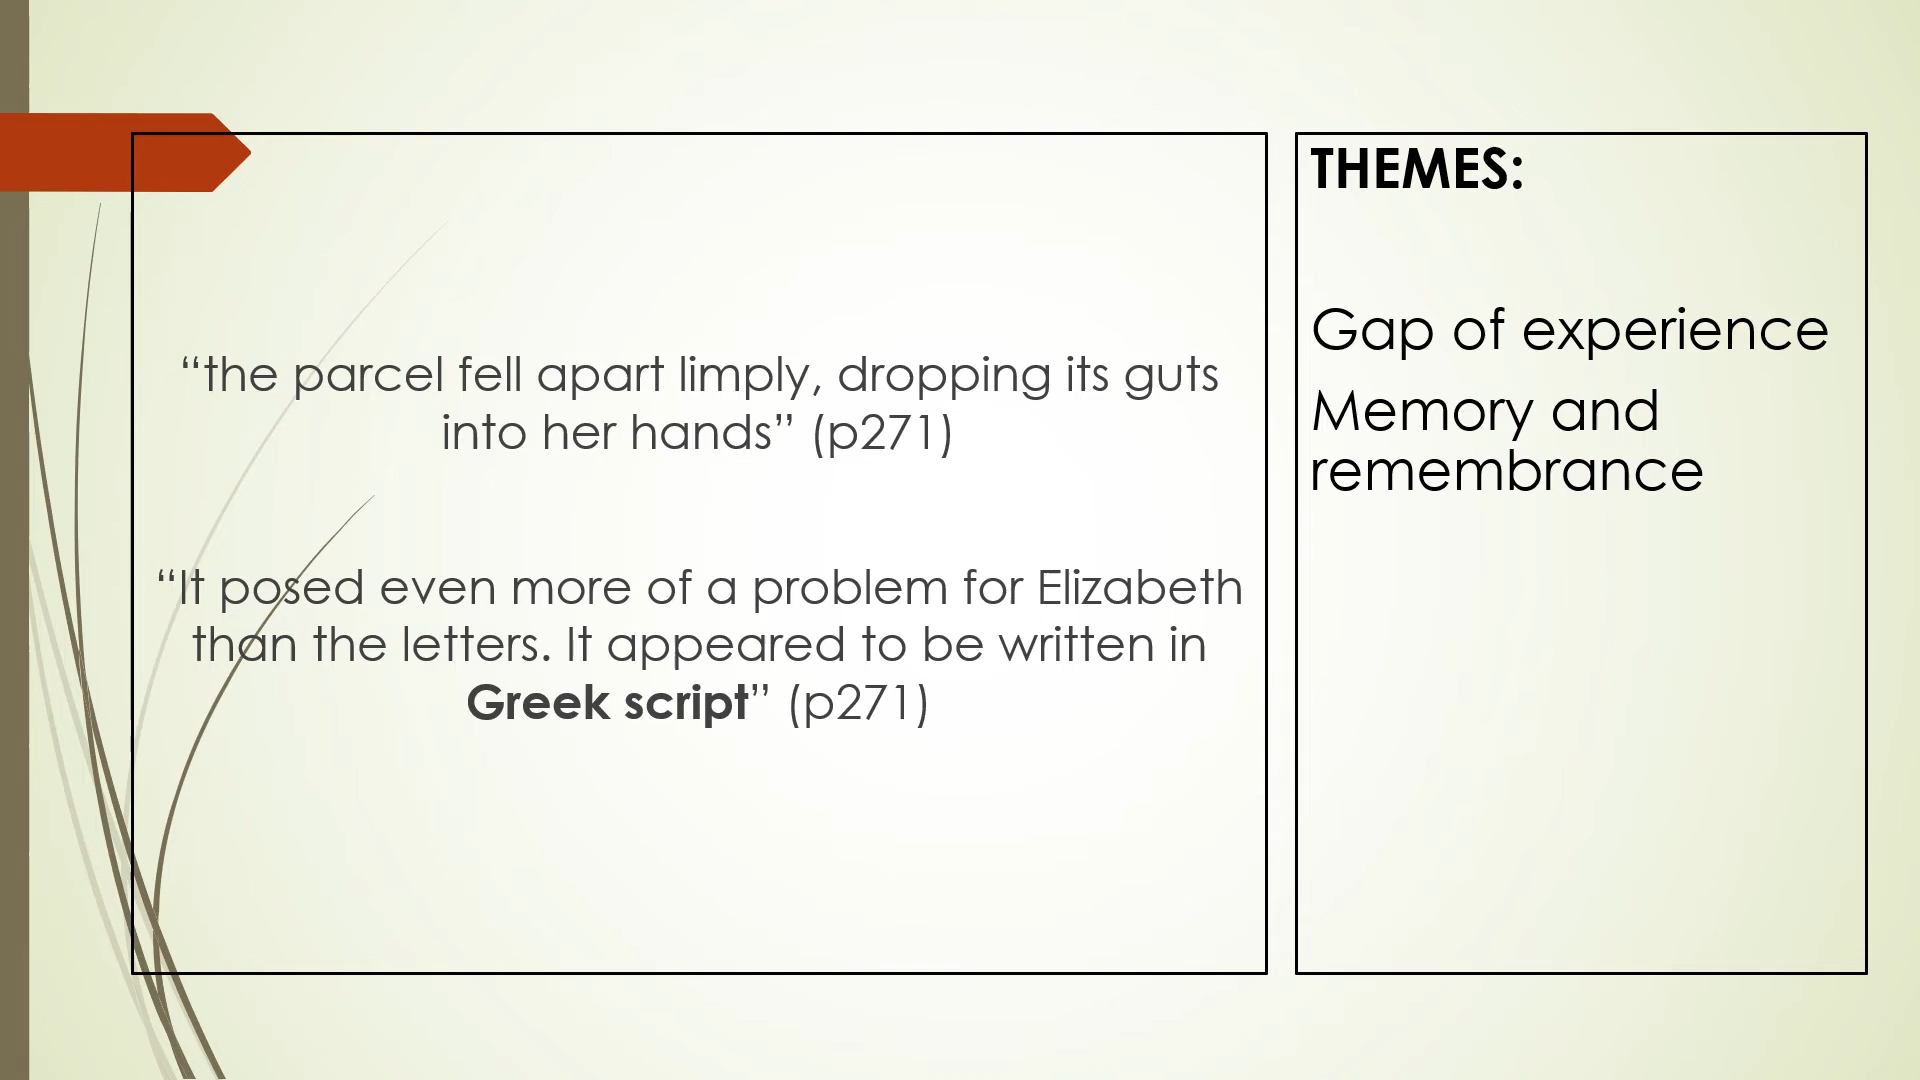 “the parcel fell apart limply, dropping its guts
into her hands” (p271)
“It posed even more of a problem for Elizabeth
than the letters. It appeared to be written in
Greek script” (p271)
THEMES:
Gap of experience
Memory and
remembrance